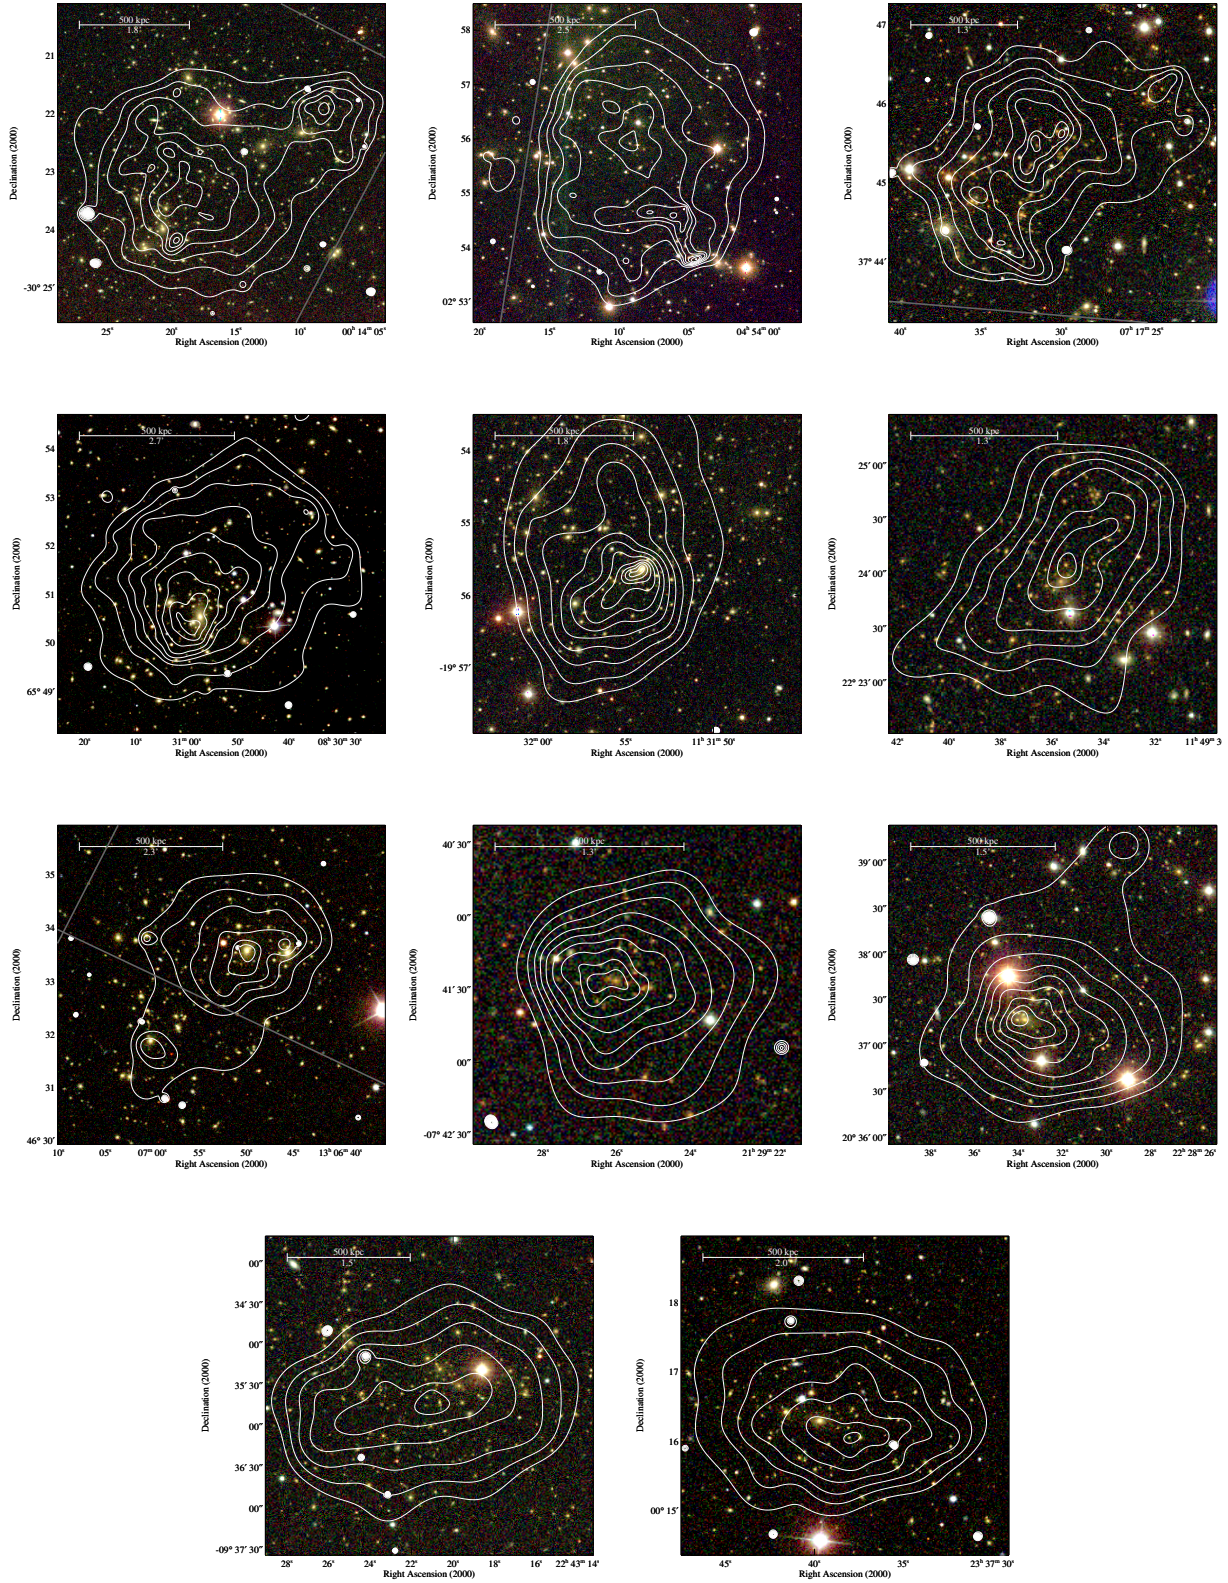 500 kpc
1.8'
21
22
23
24
-30° 25'
Declination (2000)
25ˢ 20ˢ 15ˢ 10ˢ 00ʰ 14ᵐ 05ˢ
Right Ascension (2000)
500 kpc
2.5'
58
57
56
55
54
02° 53'
Declination (2000)
20ˢ 15ˢ 10ˢ 05ˢ 04ʰ 54ᵐ 00ˢ
Right Ascension (2000)
500 kpc
1.3'
47
46
45
37° 44'
Declination (2000)
40ˢ 35ˢ 30ˢ 07ʰ 17ᵐ 25ˢ
Right Ascension (2000)
500 kpc
2.7'
54
53
52
51
50
65° 49'
Declination (2000)
20ˢ 10ˢ 31ᵐ 00ˢ 50ˢ 40ˢ 08ʰ 30ᵐ 30ˢ
Right Ascension (2000)
500 kpc
1.8'
54
55
56
-19° 57'
Declination (2000)
32ᵐ 00ˢ 55ˢ 11ʰ 31ᵐ 50ˢ
Right Ascension (2000)
500 kpc
1.3'
25' 00"
30"
24' 00"
30"
22° 23' 00"
Declination (2000)
42ˢ 40ˢ 38ˢ 36ˢ 34ˢ 32ˢ 11ʰ 49ᵐ 3
Right Ascension (2000)
500 kpc
2.3'
35
34
33
32
31
46° 30'
Declination (2000)
10ˢ 05ˢ 07ᵐ 00ˢ 55ˢ 50ˢ 45ˢ 13ʰ 06ᵐ 40ˢ
Right Ascension (2000)
500 kpc
1.3'
40' 30"
00"
41' 30"
00"
-07° 42' 30"
Declination (2000)
28ˢ 26ˢ 24ˢ 21ʰ 29ᵐ 22ˢ
Right Ascension (2000)
500 kpc
1.5'
39' 00"
30"
38' 00"
30"
37' 00"
30"
20° 36' 00"
Declination (2000)
38ˢ 36ˢ 34ˢ 32ˢ 30ˢ 28ˢ 22ʰ 28ᵐ 26ˢ
Right Ascension (2000)
500 kpc
1.5'
00"
34' 30"
00"
35' 30"
00"
36' 30"
00"
-09° 37' 30"
Declination (2000)
28ˢ 26ˢ 24ˢ 22ˢ 20ˢ 18ˢ 16ˢ 22ʰ 43ᵐ 14ˢ
Right Ascension (2000)
500 kpc
2.0'
18
17
16
00° 15'
Declination (2000)
45ˢ 40ˢ 35ˢ 23ʰ 37ᵐ 30ˢ
Right Ascension (2000)